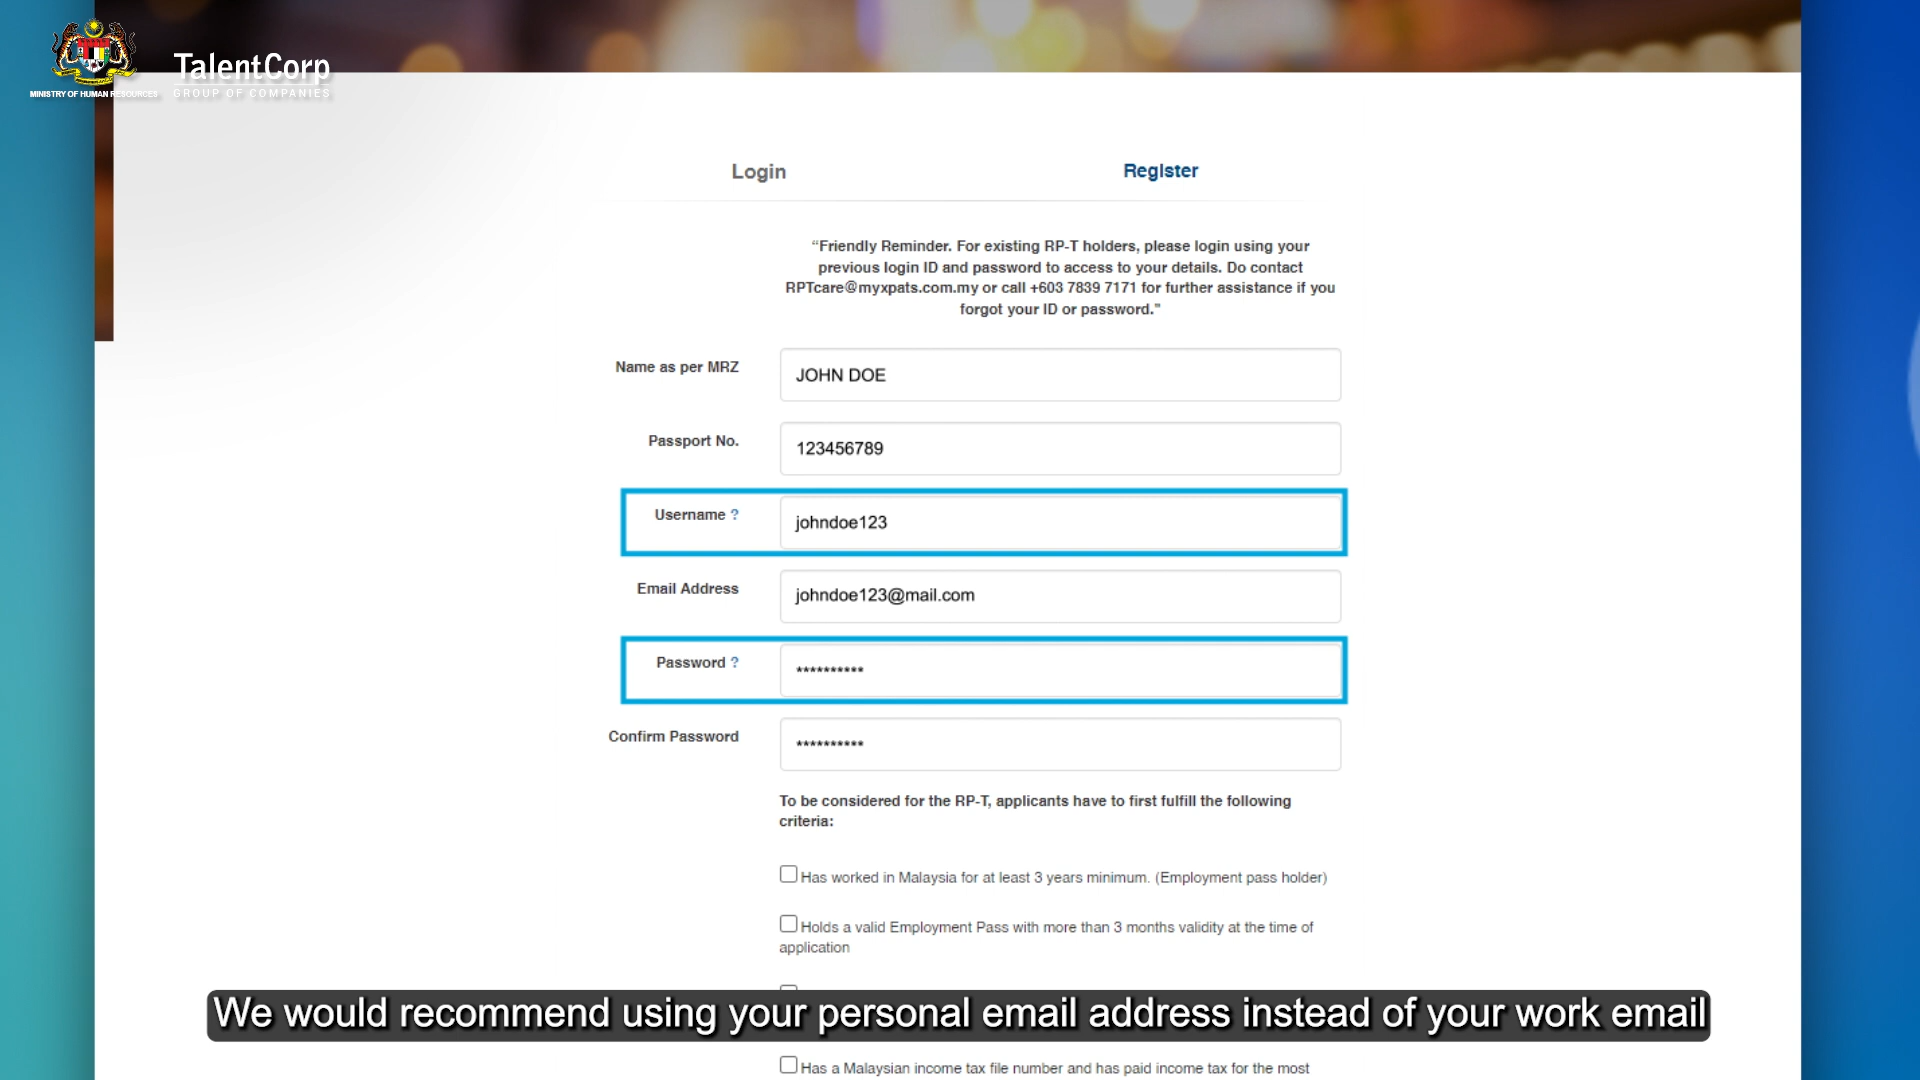 MINISTRY OF HUMAN RESOURCES
TalentCorp
GROUP OF COMPANIES
Login
Register
“Friendly Reminder. For existing RP-T holders, please login using your
previous login ID and password to access to your details. Do contact
RPTcare@myxpats.com.my or call +603 7839 7171 for further assistance if you
forgot your ID or password."
Name as per MRZ
JOHN DOE
Passport No.
123456789
Username ?
johndoe123
Email Address
johndoe123@mail.com
Password ?
**********
Confirm Password
**********
To be considered for the RP-T, applicants have to first fulfill the following
criteria:
Has worked in Malaysia for at least 3 years minimum. (Employment pass holder)
Holds a valid Employment Pass with more than 3 months validity at the time of
application
We would recommend using your personal email address instead of your work email
Has a Malaysian income tax file number and has paid income tax for the most